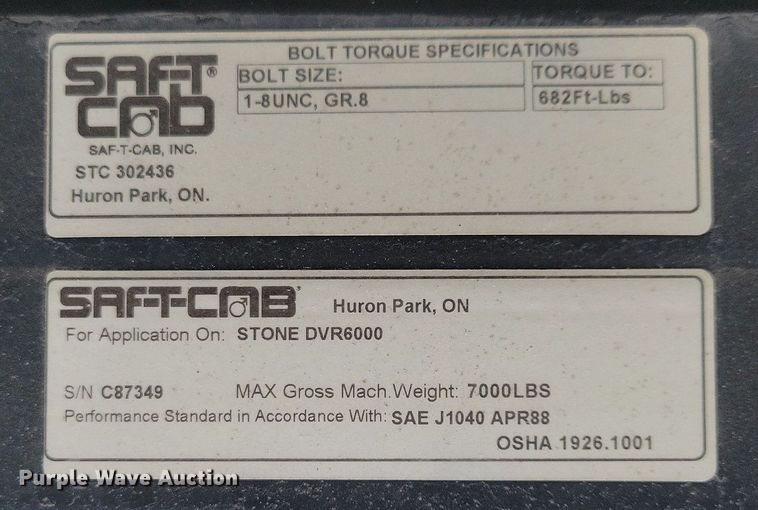 BOLT TORQUE SPECIFICATIONS
SAF-T CAB®
BOLT SIZE: TORQUE TO:
1-8UNC, GR.8 682Ft-Lbs
SAF-T-CAB, INC.
STC 302436
Huron Park, ON.
SAF-T-CAB® Huron Park, ON
For Application On: STONE DVR6000
S/N C87349 MAX Gross Mach.Weight: 7000LBS
Performance Standard in Accordance With: SAE J1040 APR88
OSHA 1926.1001
Purple Wave Auction